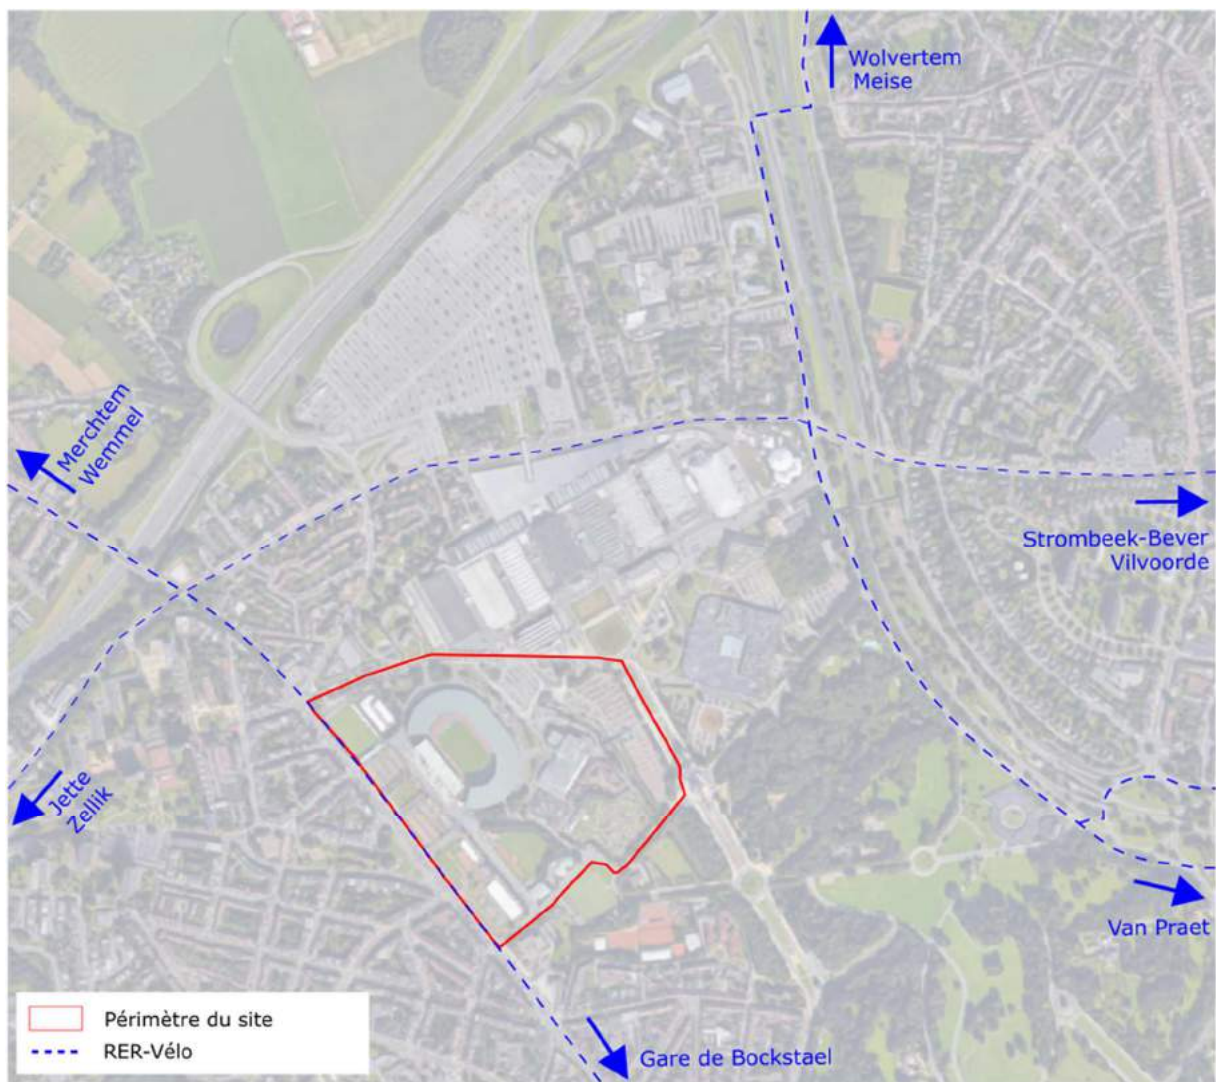 Wolvertem
Meise
Merchtem
Wemmel
Strombeek-Bever
Vilvoorde
Jette
Zellik
Van Praet
Périmètre du site
RER-Vélo
Gare de Bockstael